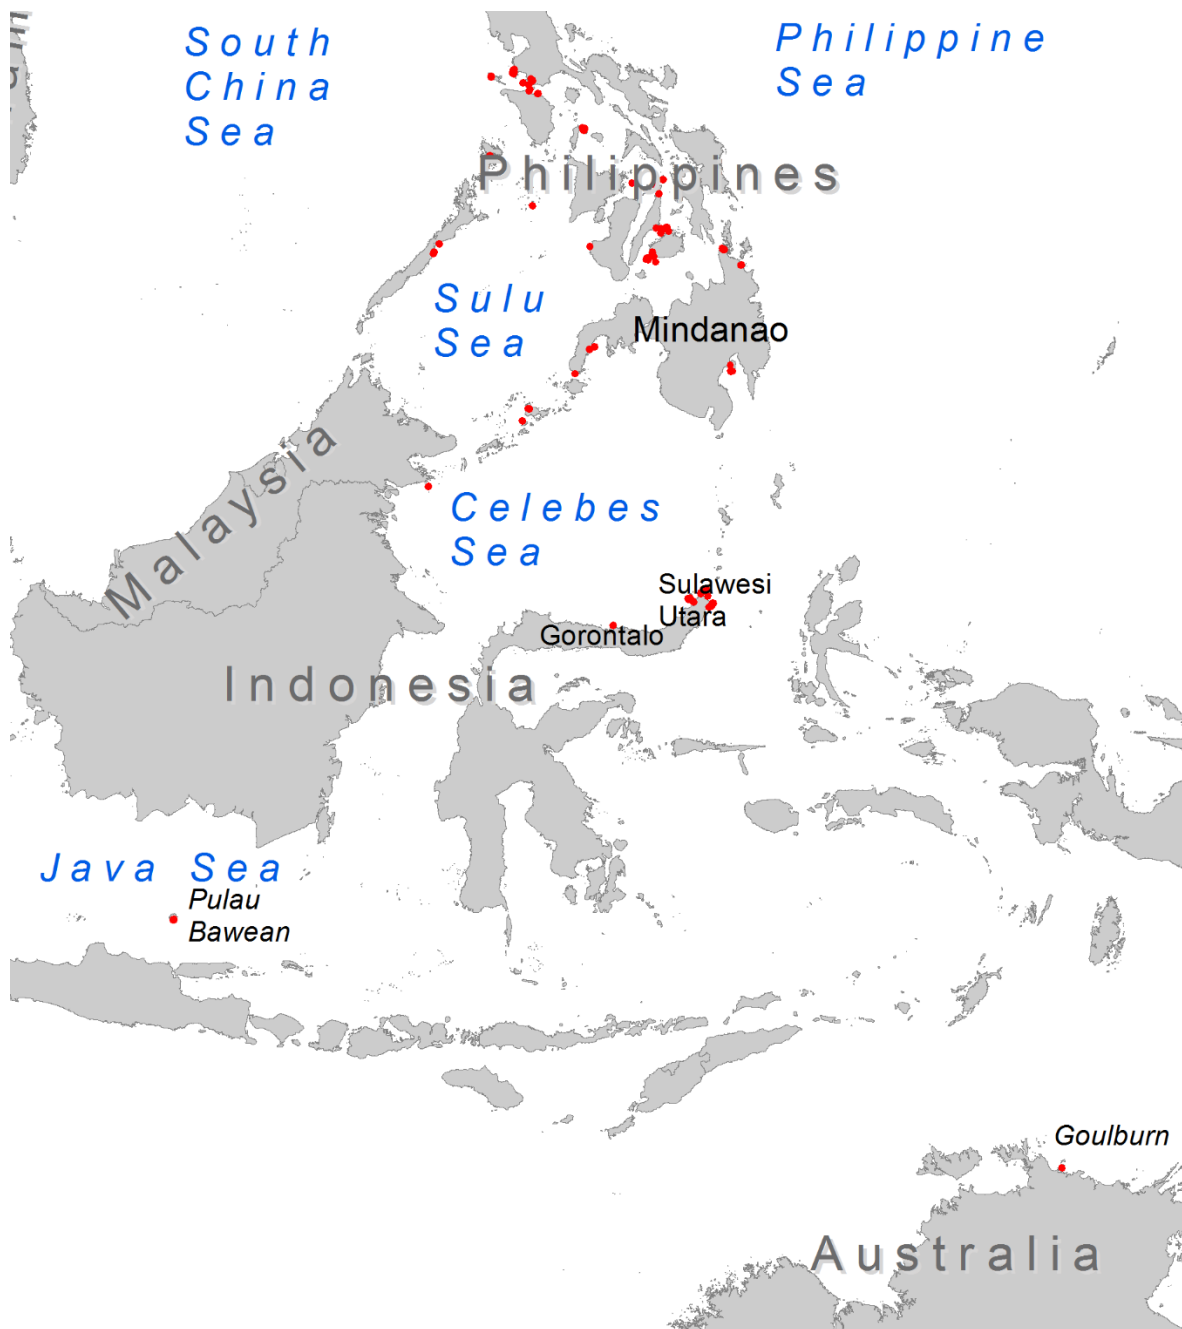 South
China
Sea
Philippine
Sea
Philippines
Sulu
Sea
Mindanao
Malaysia
Celebes
Sea
Sulawesi
Utara
Gorontalo
Indonesia
Java Sea
Pulau
Bawean
Goulburn
Australia